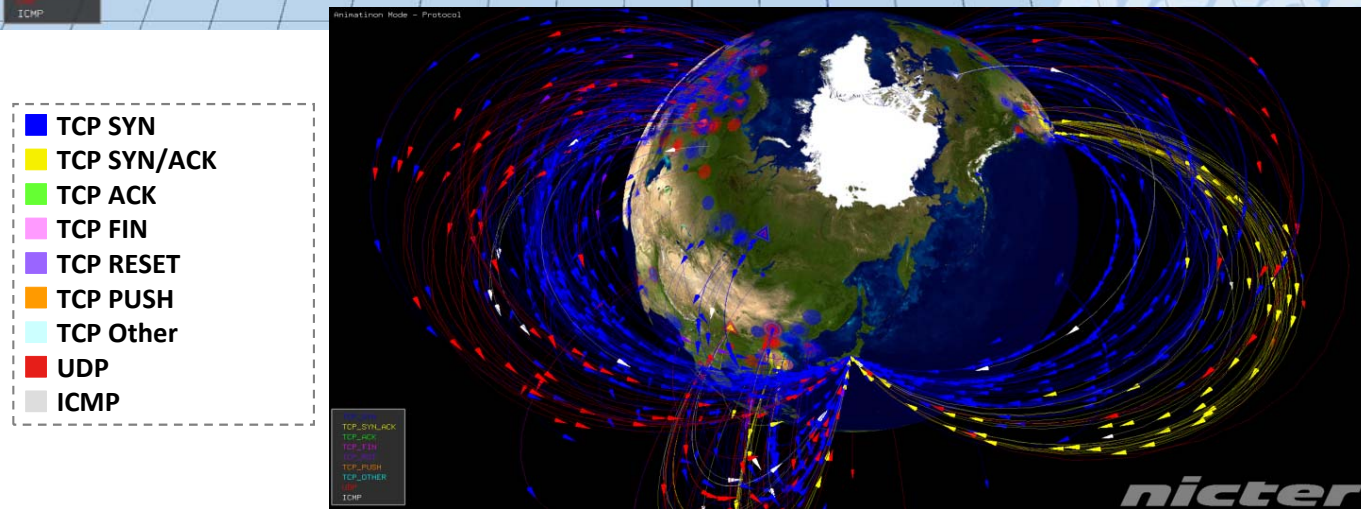 ICMP
Animatinon Mode - Protocol
TCP SYN
TCP SYN/ACK
TCP ACK
TCP FIN
TCP RESET
TCP PUSH
TCP Other
UDP
ICMP
TCP_SYN_ACK
TCP_ACK
TCP_FIN
TCP_PUSH
TCP_OTHER
UDP
ICMP
nicter